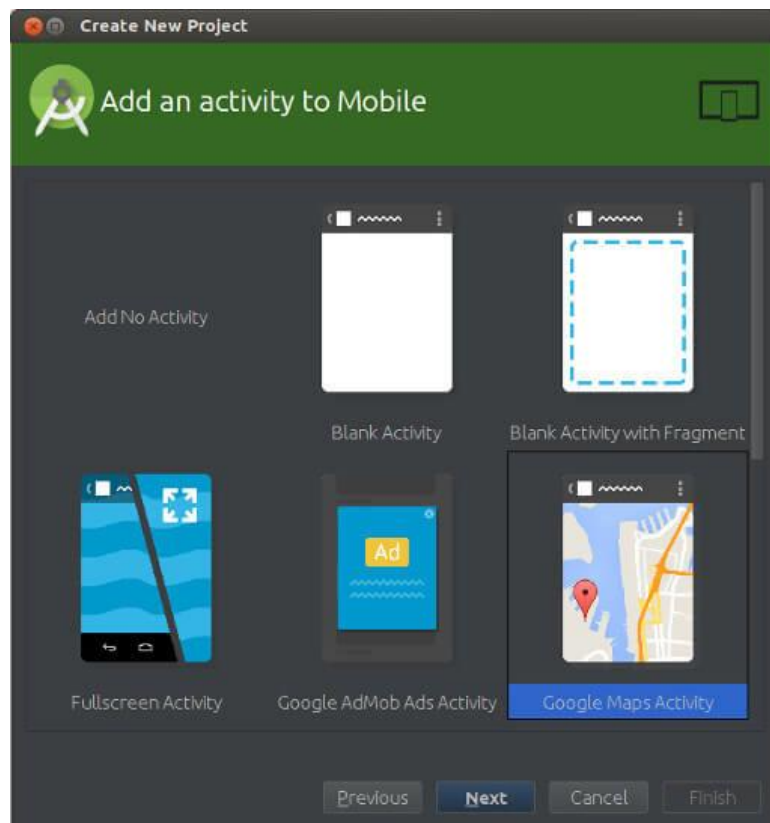 Create New Project
Add an activity to Mobile
Add No Activity
Blank Activity
Blank Activity with Fragment
Ad
Fullscreen Activity
Google AdMob Ads Activity
Google Maps Activity
Previous
Next
Cancel
Finish